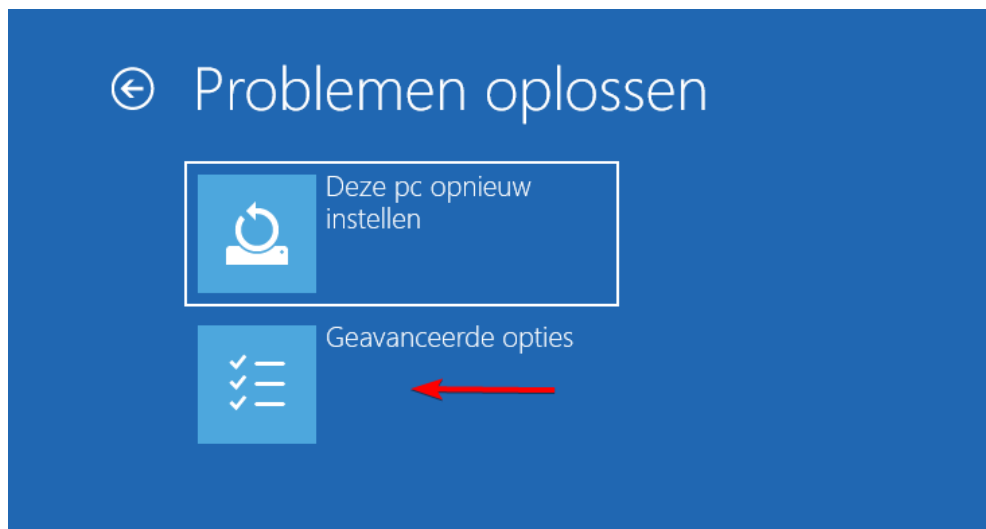 Problemen oplossen
Deze pc opnieuw
instellen
Geavanceerde opties